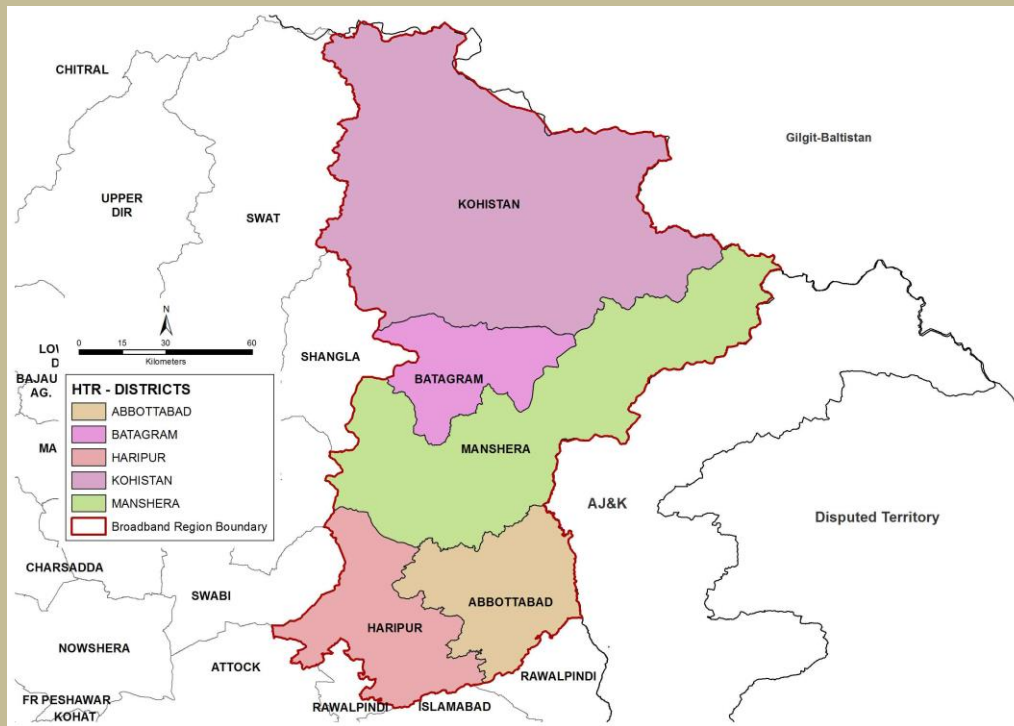 CHITRAL
Gilgit-Baltistan
UPPER
DIR
SWAT
KOHISTAN
N
0 15 30 60
Kilometers
SHANGLA
BATAGRAM
BAJAU
AG.
HTR - DISTRICTS
ABBOTTABAD
BATAGRAM
HARIPUR
KOHISTAN
MANSHERA
Broadband Region Boundary
MA
MANSHERA
AJ&K
Disputed Territory
CHARSADDA
SWABI
ABBOTTABAD
HARIPUR
NOWSHERA
ATTOCK
RAWALPINDI
FR PESHAWAR
KOHAT
RAWALPINDI
ISLAMABAD